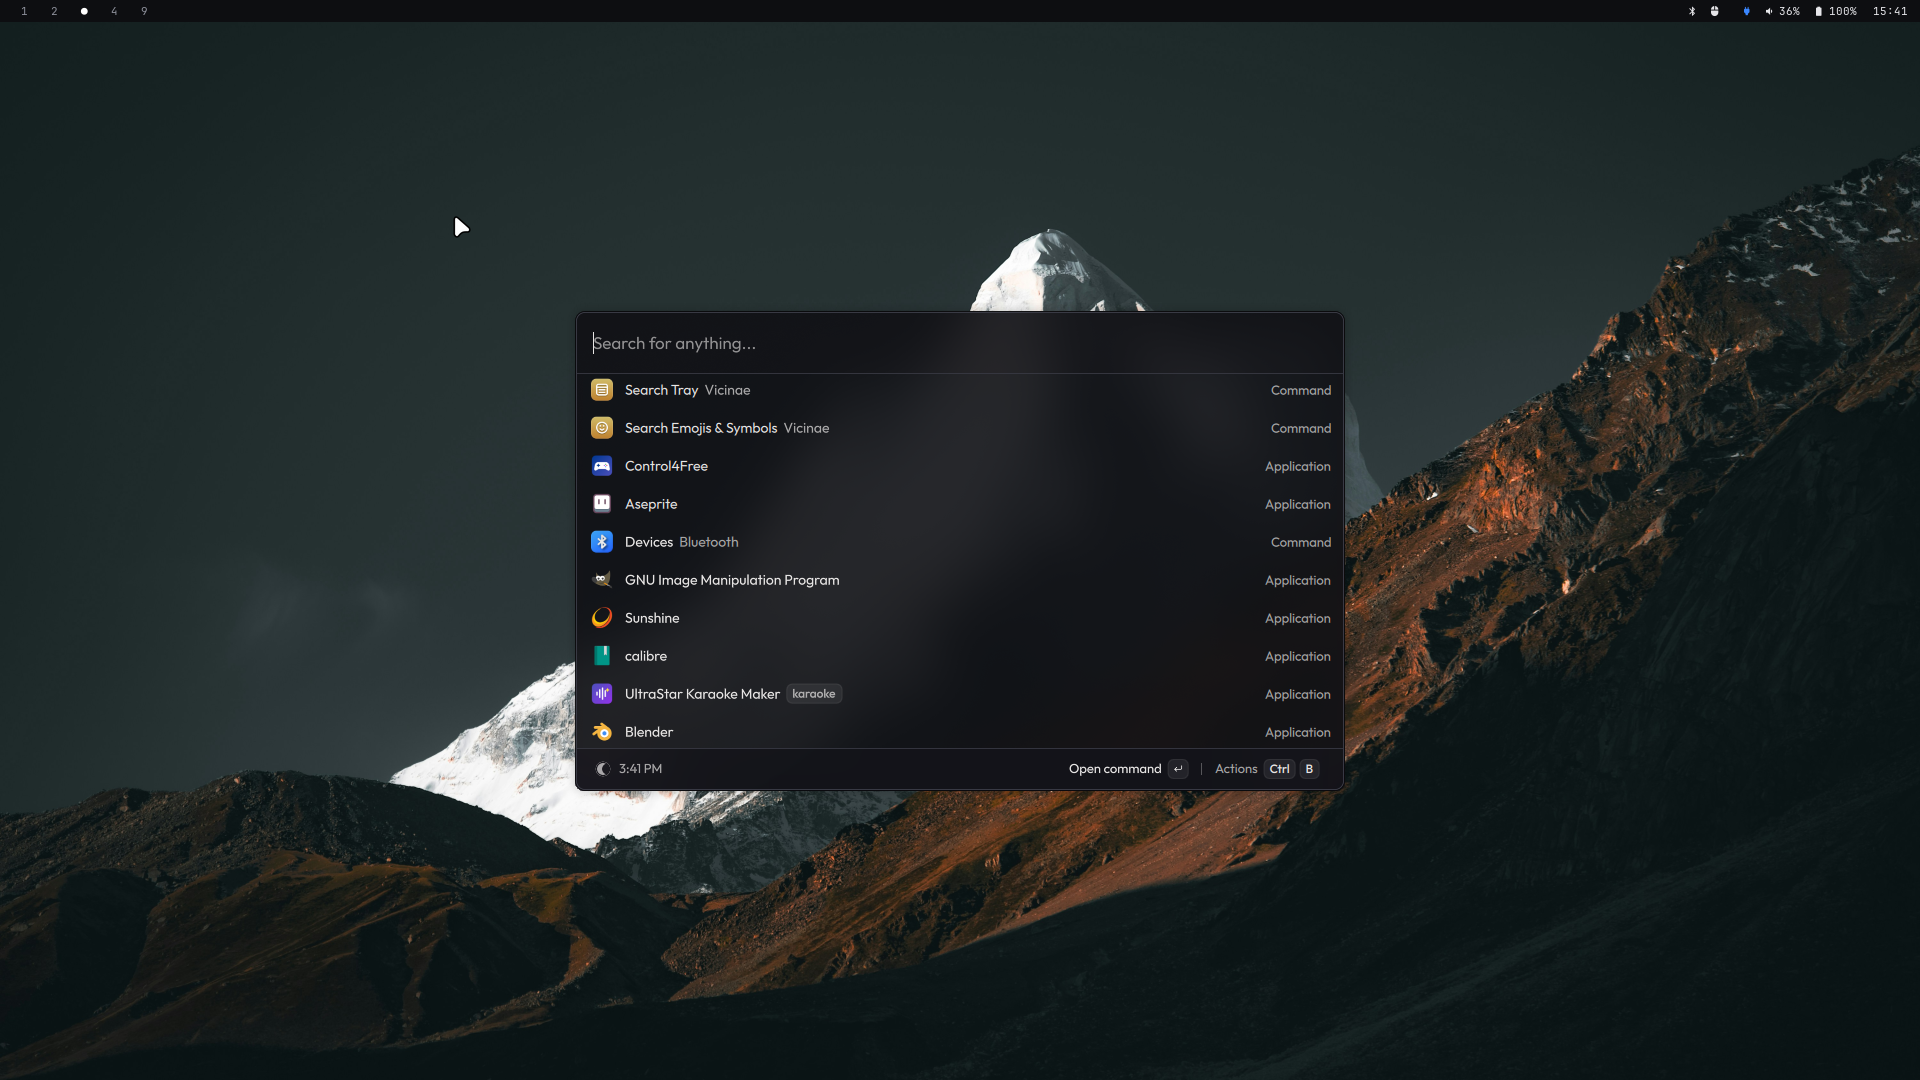 1 2 4 9 36% 100% 15:41
Search for anything...
Search Tray Vicinae Command
Search Emojis & Symbols Vicinae Command
Control4Free Application
Aseprite Application
Devices Bluetooth Command
GNU Image Manipulation Program Application
Sunshine Application
calibre Application
UltraStar Karaoke Maker karaoke Application
Blender Application
3:41 PM Open command Actions Ctrl B